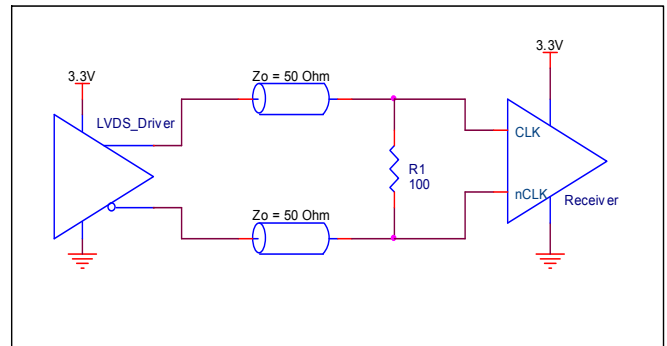 3.3V
3.3V
Zo = 50 Ohm
LVDS_Driver
CLK
R1
100
nCLK
Receiver
Zo = 50 Ohm